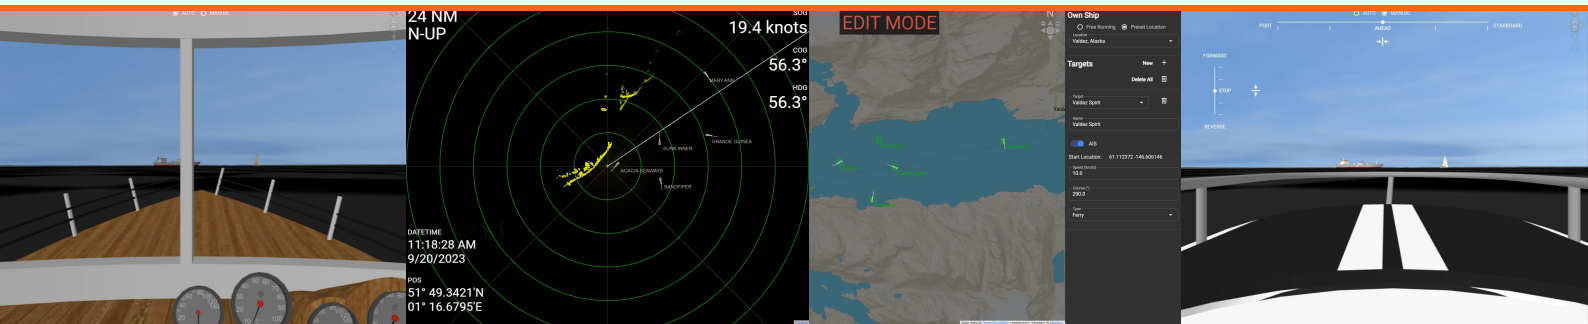 AUTO MANUAL
24 NM
N-UP
SOG
19.4 knots
COG
56.3°
HDG
56.3°
MARY ANN
GRANDE GUINEA
SUNK INNER
ACACIA SEAWAYS
SANDPIPER
DATETIME
11:18:28 AM
9/20/2023
POS
51° 49.3421'N
01° 16.6795'E
EDIT MODE
N
Own Ship
Free Running Preset Location
Location
Valdez, Alaska
Targets
New +
Delete All
Target
Valdez Spirit
Name
Valdez Spirit
AIS
Start Location: 61.112372 -146.606146
Speed (knots)
10.0
Course (°)
290.0
Type
Ferry
AUTO MANUAL
PORT
STARBOARD
AHEAD
FORWARD
STOP
REVERSE